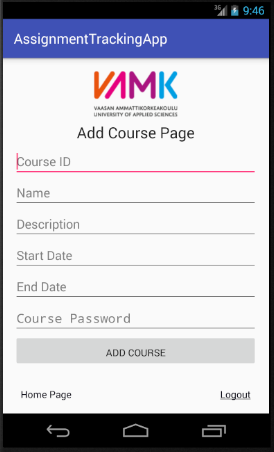 3G 9:46
AssignmentTrackingApp
VAMK
VAASAN AMMATTIKORKEAKOULU
UNIVERSITY OF APPLIED SCIENCES
Add Course Page
Course ID
Name
Description
Start Date
End Date
Course Password
ADD COURSE
Home Page Logout